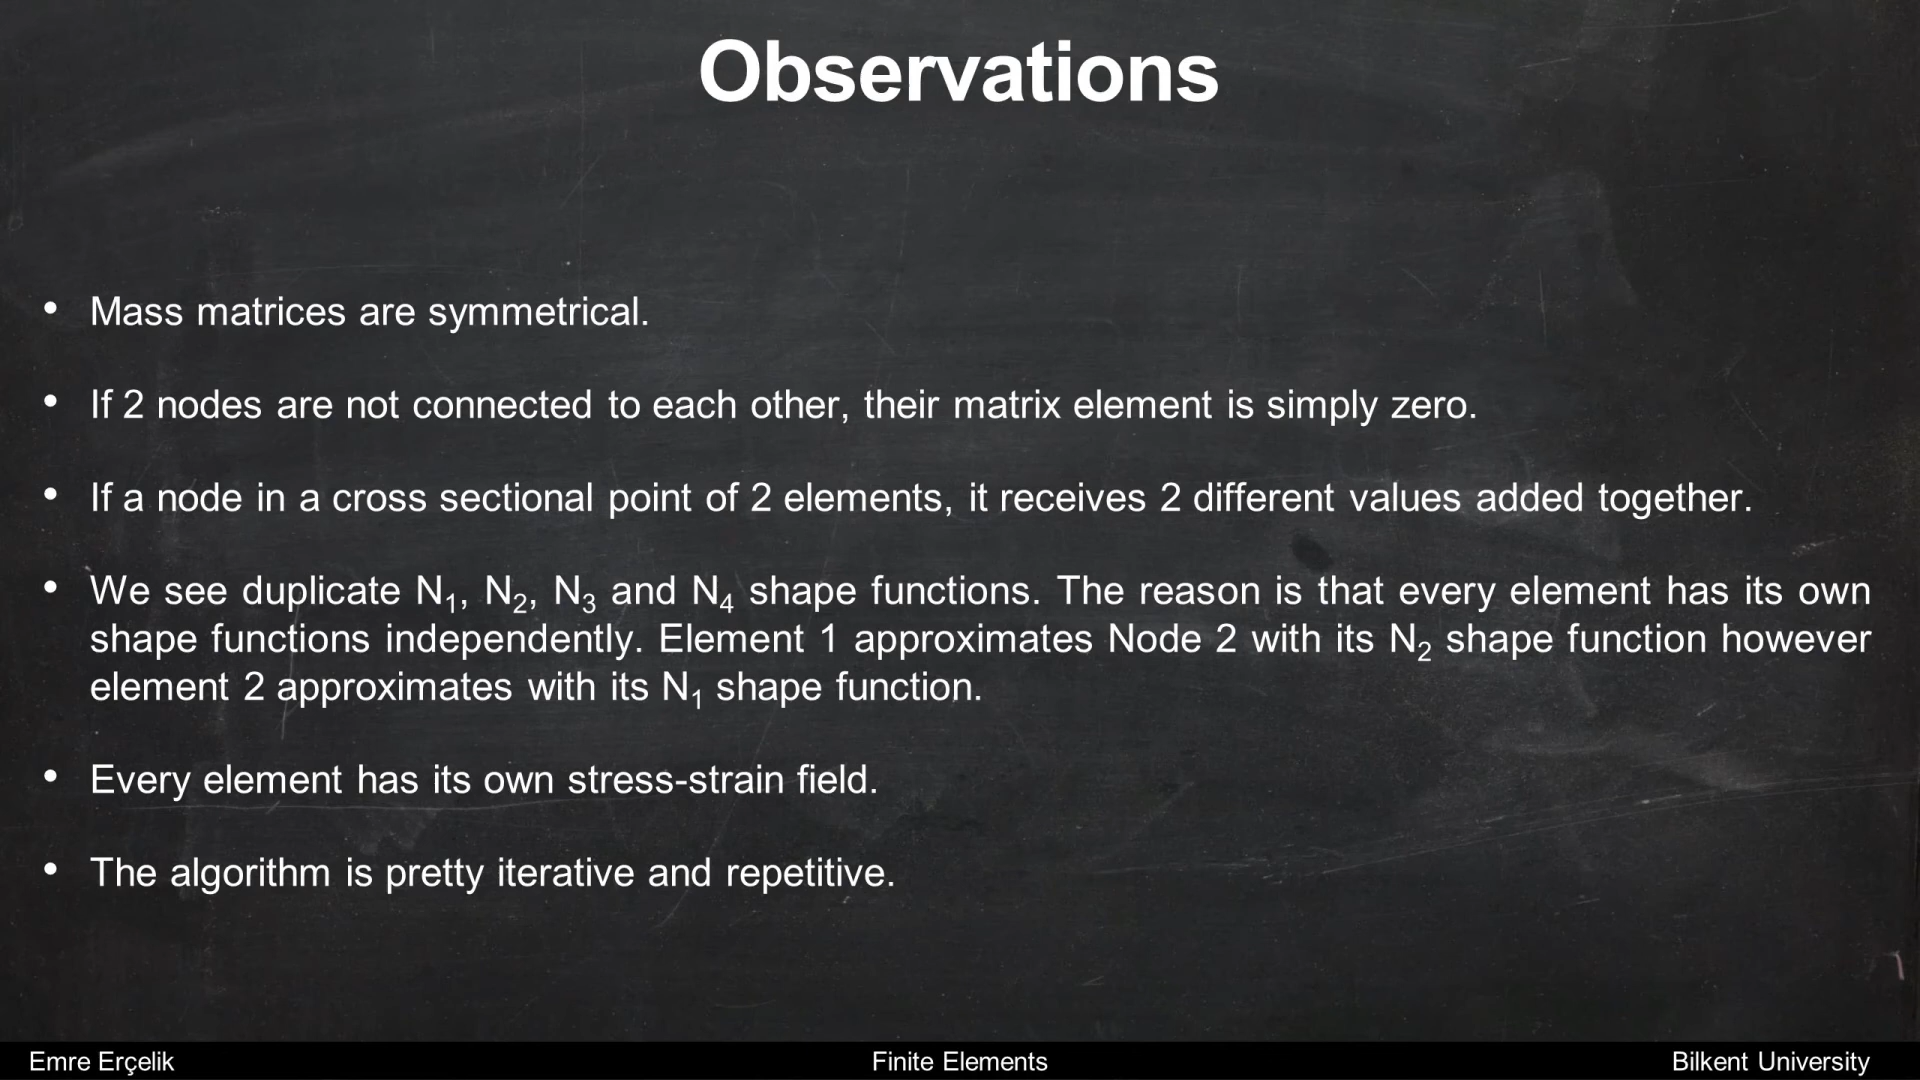 Observations
• Mass matrices are symmetrical.
• If 2 nodes are not connected to each other, their matrix element is simply zero.
• If a node in a cross sectional point of 2 elements, it receives 2 different values added together.
• We see duplicate N₁, N₂, N₃ and N₄ shape functions. The reason is that every element has its own
shape functions independently. Element 1 approximates Node 2 with its N₂ shape function however
element 2 approximates with its N₁ shape function.
• Every element has its own stress-strain field.
• The algorithm is pretty iterative and repetitive.
Emre Erçelik
Finite Elements
Bilkent University